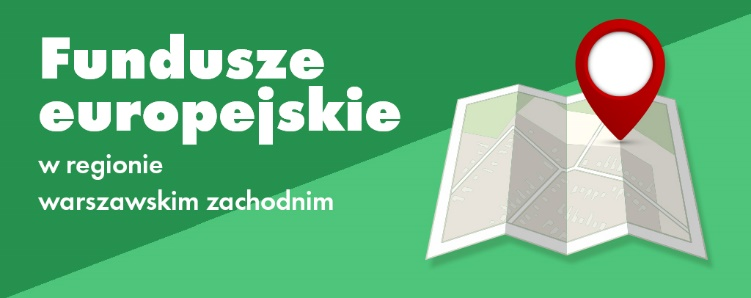 Fundusze
europejskie
w regionie
warszawskim zachodnim